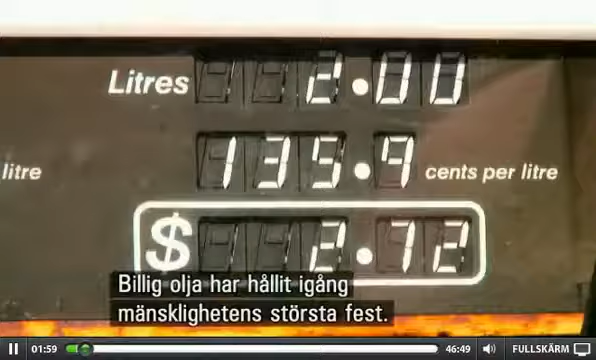 Litres 2.00
litre 135.9 cents per litre
$ 2.72
Billig olja har hållit igång
mänsklighetens största fest.
01:59 46:49 FULLSKÄRM